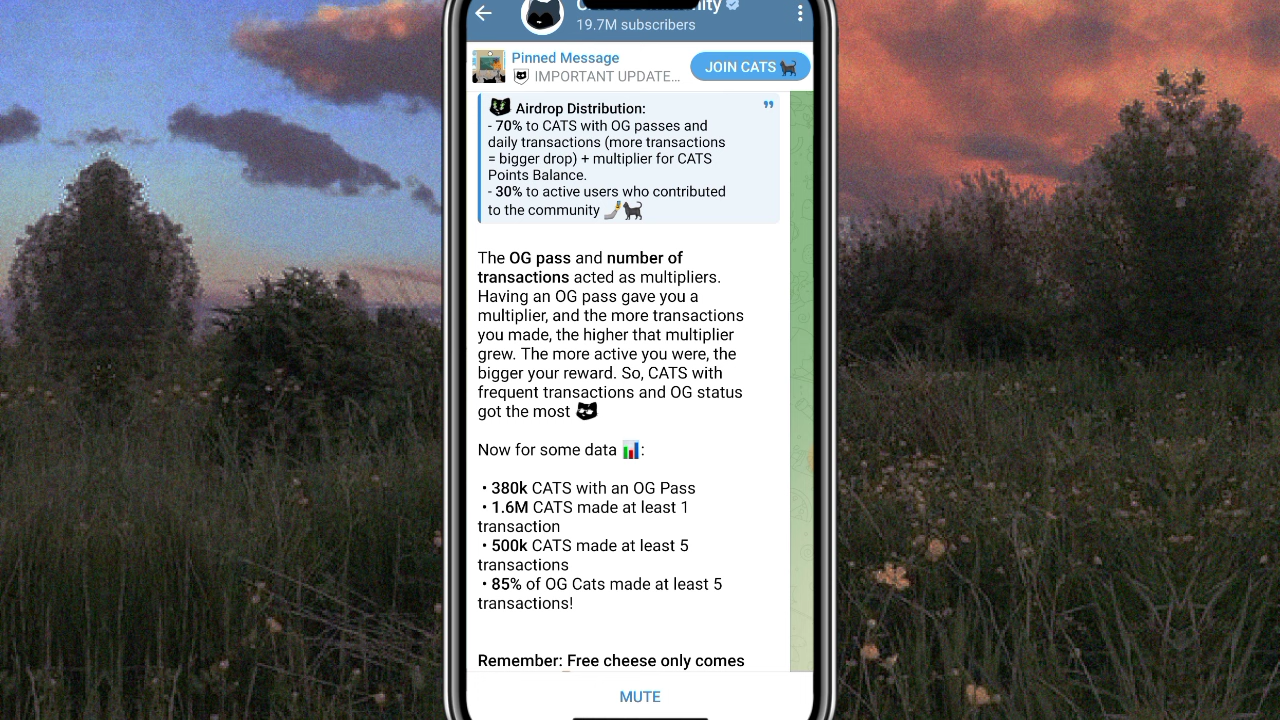 19.7M subscribers
Pinned Message
IMPORTANT UPDATE...
JOIN CATS
Airdrop Distribution:
- 70% to CATS with OG passes and
daily transactions (more transactions
= bigger drop) + multiplier for CATS
Points Balance.
- 30% to active users who contributed
to the community
The OG pass and number of
transactions acted as multipliers.
Having an OG pass gave you a
multiplier, and the more transactions
you made, the higher that multiplier
grew. The more active you were, the
bigger your reward. So, CATS with
frequent transactions and OG status
got the most
Now for some data :
• 380k CATS with an OG Pass
• 1.6M CATS made at least 1
transaction
• 500k CATS made at least 5
transactions
• 85% of OG Cats made at least 5
transactions!
Remember: Free cheese only comes
MUTE